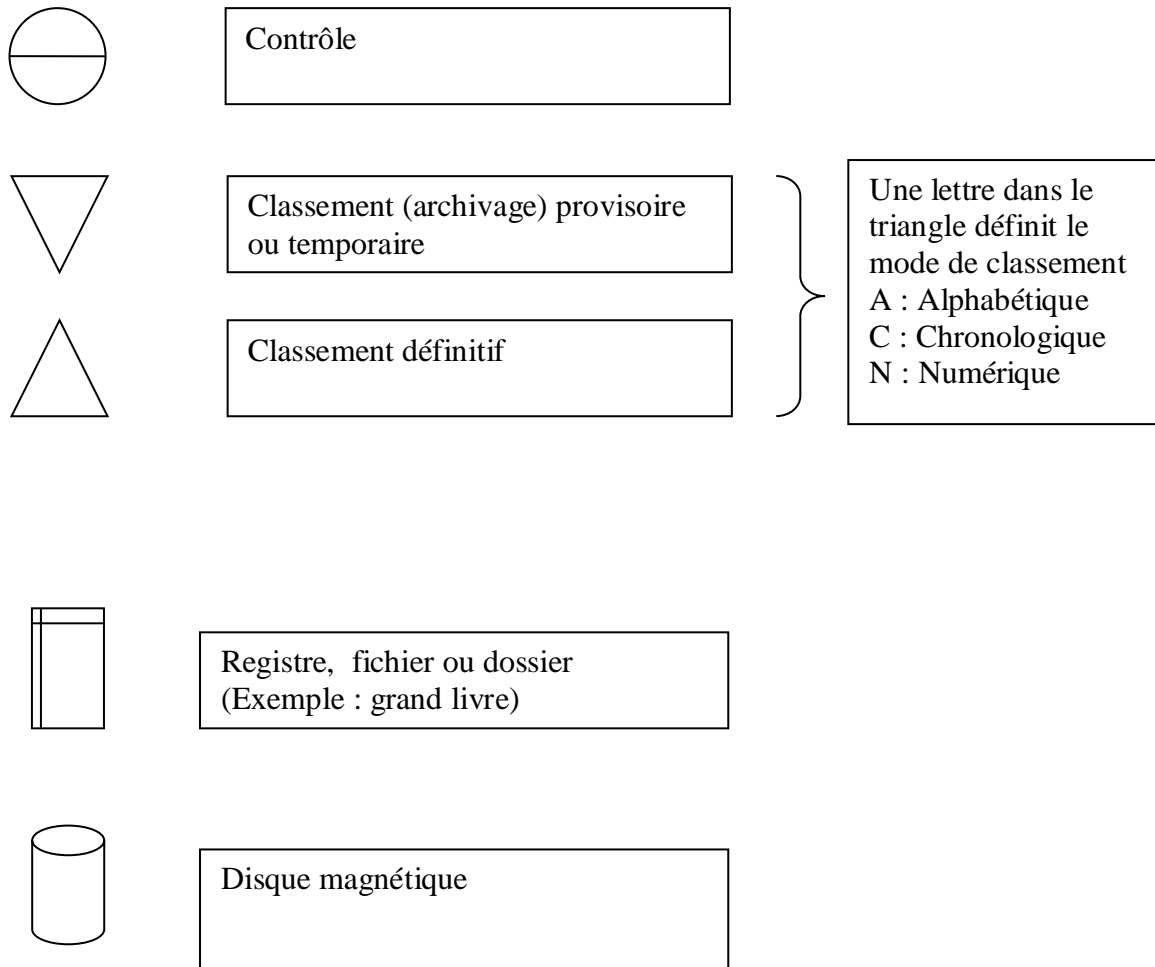 Contrôle
Classement (archivage) provisoire
ou temporaire
Classement définitif
Une lettre dans le
triangle définit le
mode de classement
A : Alphabétique
C : Chronologique
N : Numérique
Registre,  fichier ou dossier
(Exemple : grand livre)
Disque magnétique